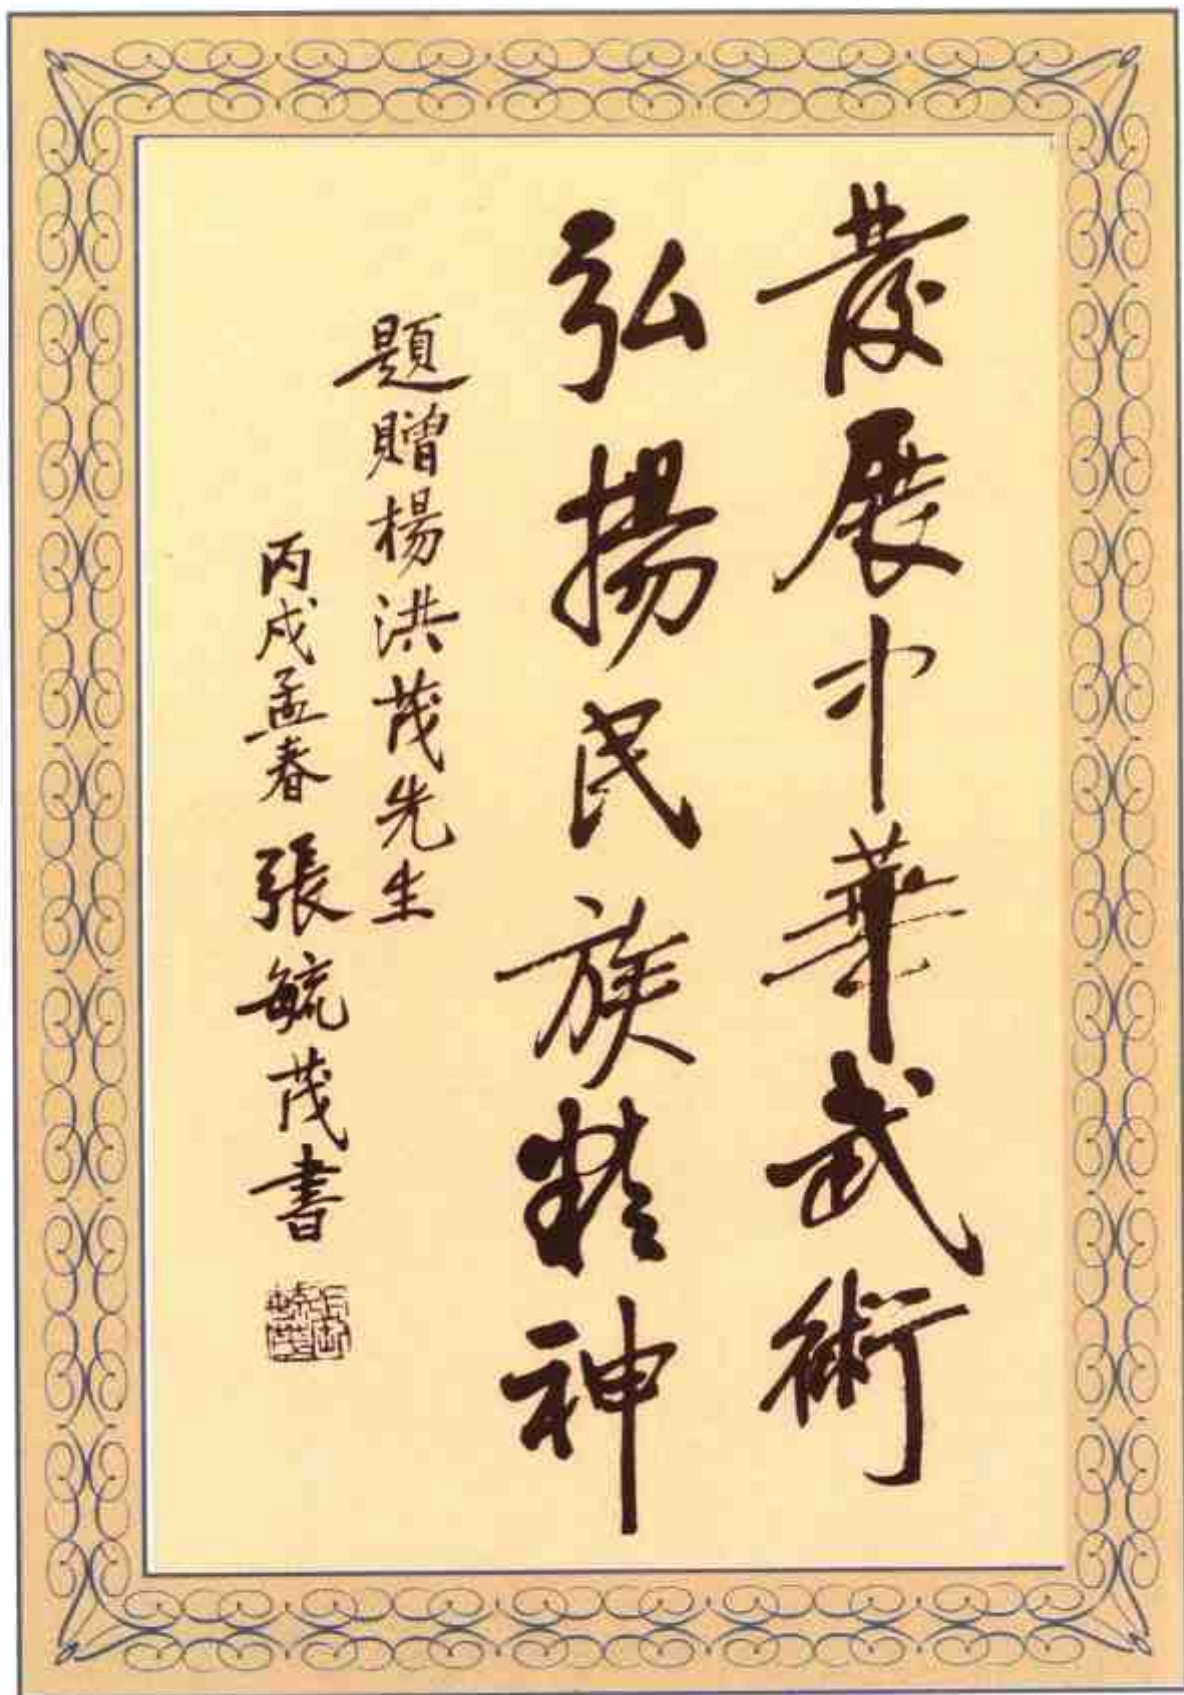 發展中華武術
弘揚民族精神
題贈楊洪茂先生
丙戌孟春 張毓茂書